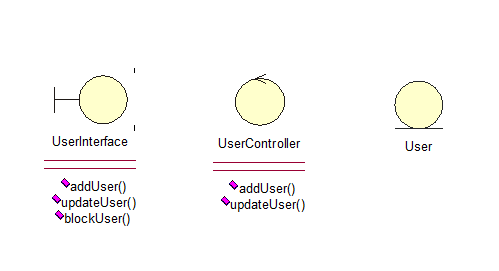 UserInterface
addUser()
updateUser()
blockUser()
UserController
addUser()
updateUser()
User